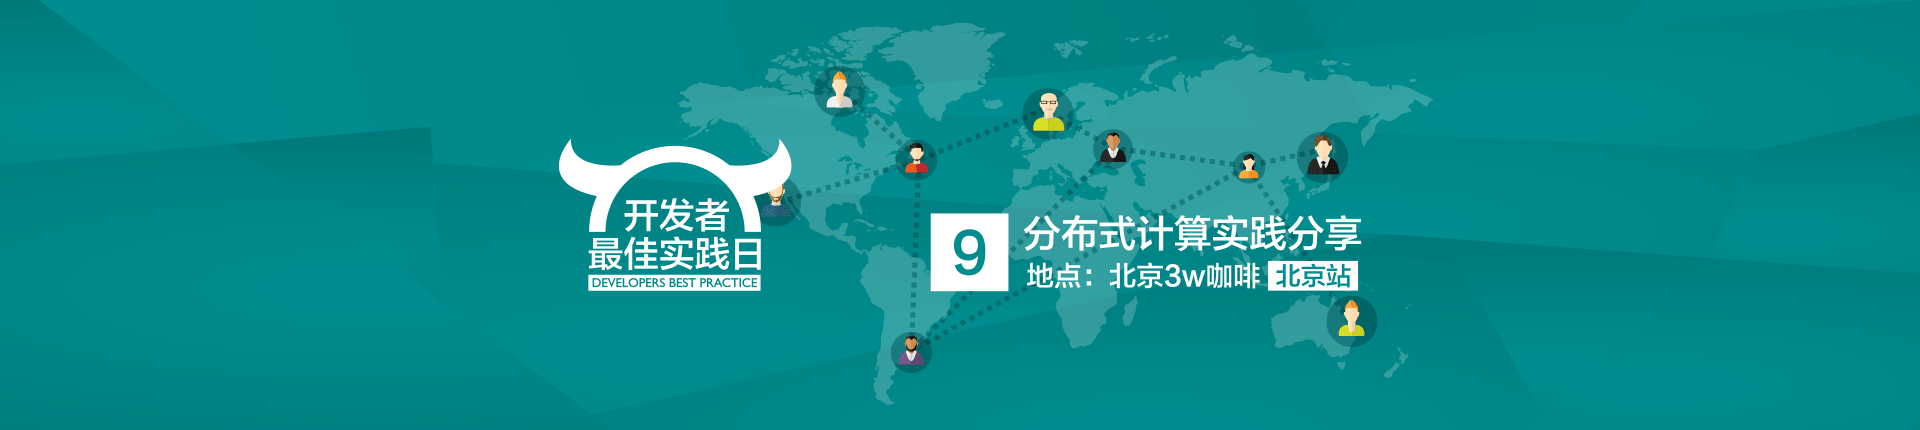 开发者
最佳实践日
DEVELOPERS BEST PRACTICE
9
分布式计算实践分享
地点：北京3w咖啡 北京站